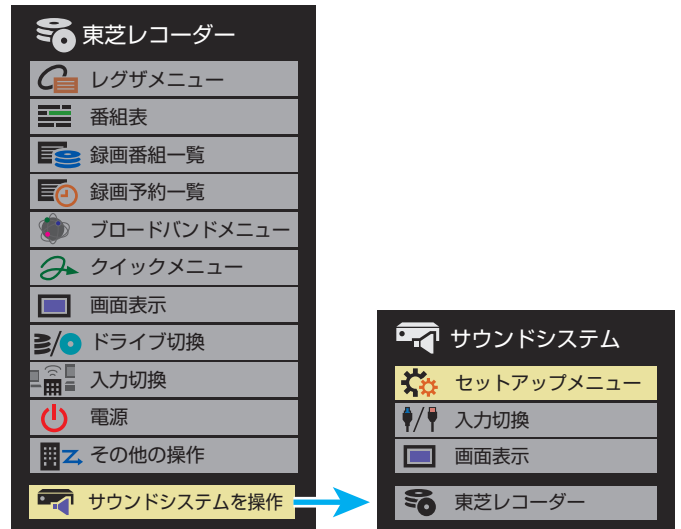 東芝レコーダー
レグザメニュー
番組表
録画番組一覧
録画予約一覧
ブロードバンドメニュー
クイックメニュー
画面表示
ドライブ切換
入力切換
電源
その他の操作
サウンドシステムを操作
サウンドシステム
セットアップメニュー
入力切換
画面表示
東芝レコーダー